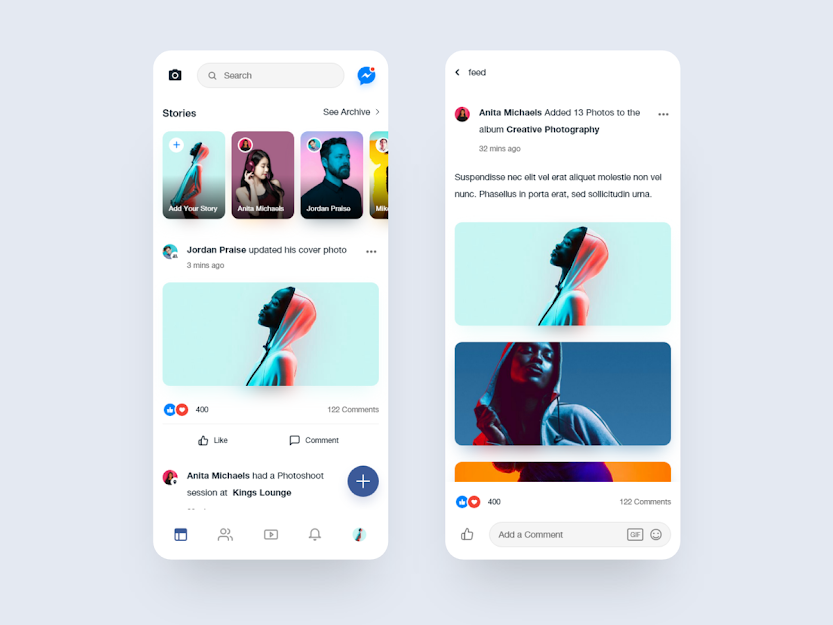 Search
Stories
See Archive
Add Your Story
Anita Michaels
Jordan Praise
Mike
Jordan Praise updated his cover photo
3 mins ago
400
122 Comments
Like
Comment
Anita Michaels had a Photoshoot
session at Kings Lounge
feed
Anita Michaels Added 13 Photos to the
album Creative Photography
32 mins ago
Suspendisse nec elit vel erat aliquet molestie non vel
nunc. Phasellus in porta erat, sed sollicitudin urna.
400
122 Comments
Add a Comment
GIF